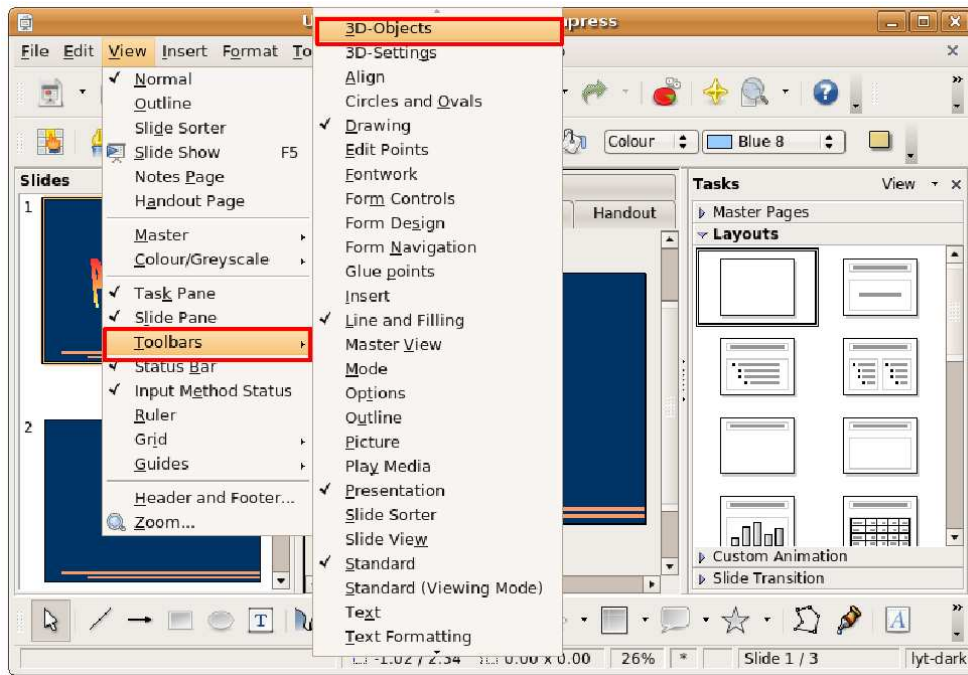 U
press
File Edit View Insert Format To
Normal
Outline
Slide Sorter
Slide Show F5
Notes Page
Handout Page
Master
Colour/Greyscale
Task Pane
Slide Pane
Toolbars
Status Bar
Input Method Status
Ruler
Grid
Guides
Header and Footer...
Zoom...
3D-Objects
3D-Settings
Align
Circles and Ovals
Drawing
Edit Points
Fontwork
Form Controls
Form Design
Form Navigation
Glue points
Insert
Line and Filling
Master View
Mode
Options
Outline
Picture
Play Media
Presentation
Slide Sorter
Slide View
Standard
Standard (Viewing Mode)
Text
Text Formatting
Colour Blue 8
Slides
1
2
Handout
Tasks View
Master Pages
Layouts
Custom Animation
Slide Transition
T A
-1.02 / 2.54 0.00 x 0.00 26% * Slide 1 / 3 lyt-dark